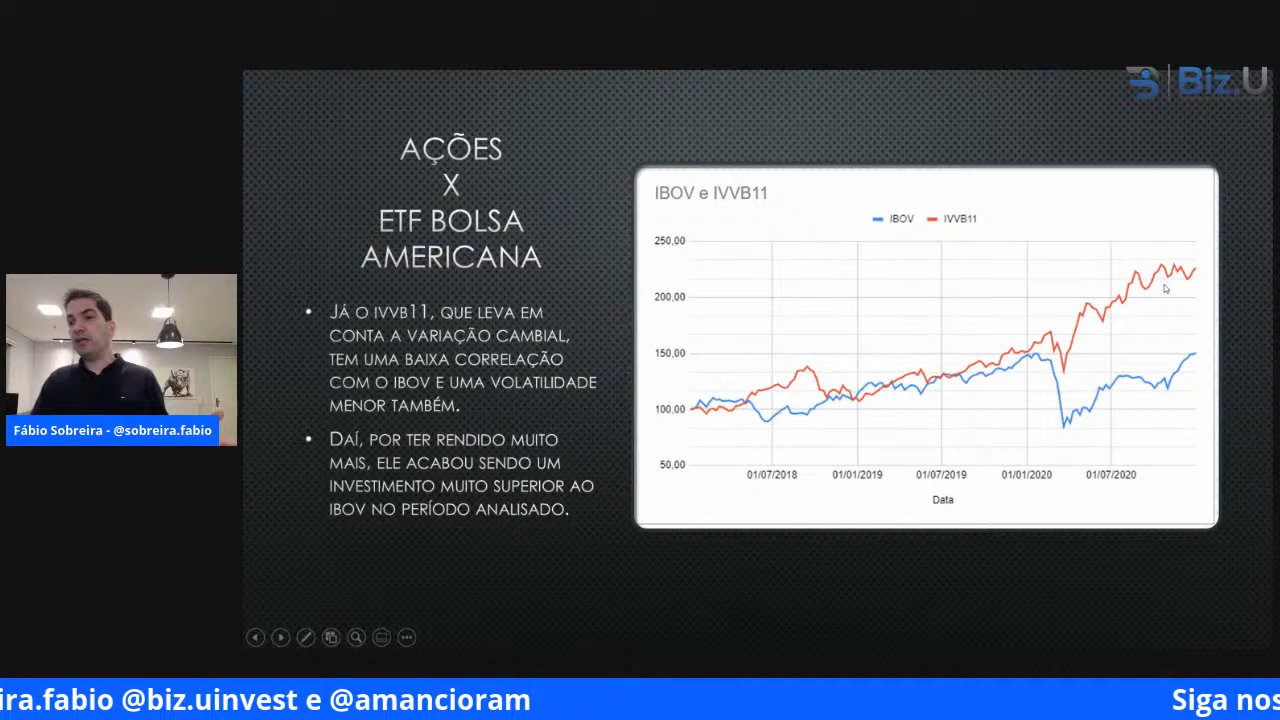 Biz.U
AÇÕES
X
ETF BOLSA
AMERICANA
• JÁ O IVVB11, QUE LEVA EM
CONTA A VARIAÇÃO CAMBIAL,
TEM UMA BAIXA CORRELAÇÃO
COM O IBOV E UMA VOLATILIDADE
MENOR TAMBÉM.
• DAÍ, POR TER RENDIDO MUITO
MAIS, ELE ACABOU SENDO UM
INVESTIMENTO MUITO SUPERIOR AO
IBOV NO PERÍODO ANALISADO.
IBOV e IVVB11
IBOV IVVB11
250,00
200,00
150,00
100,00
50,00
01/07/2018 01/01/2019 01/07/2019 01/01/2020 01/07/2020
Data
Fábio Sobreira - @sobreira.fabio
ira.fabio @biz.uinvest e @amancioram Siga nos